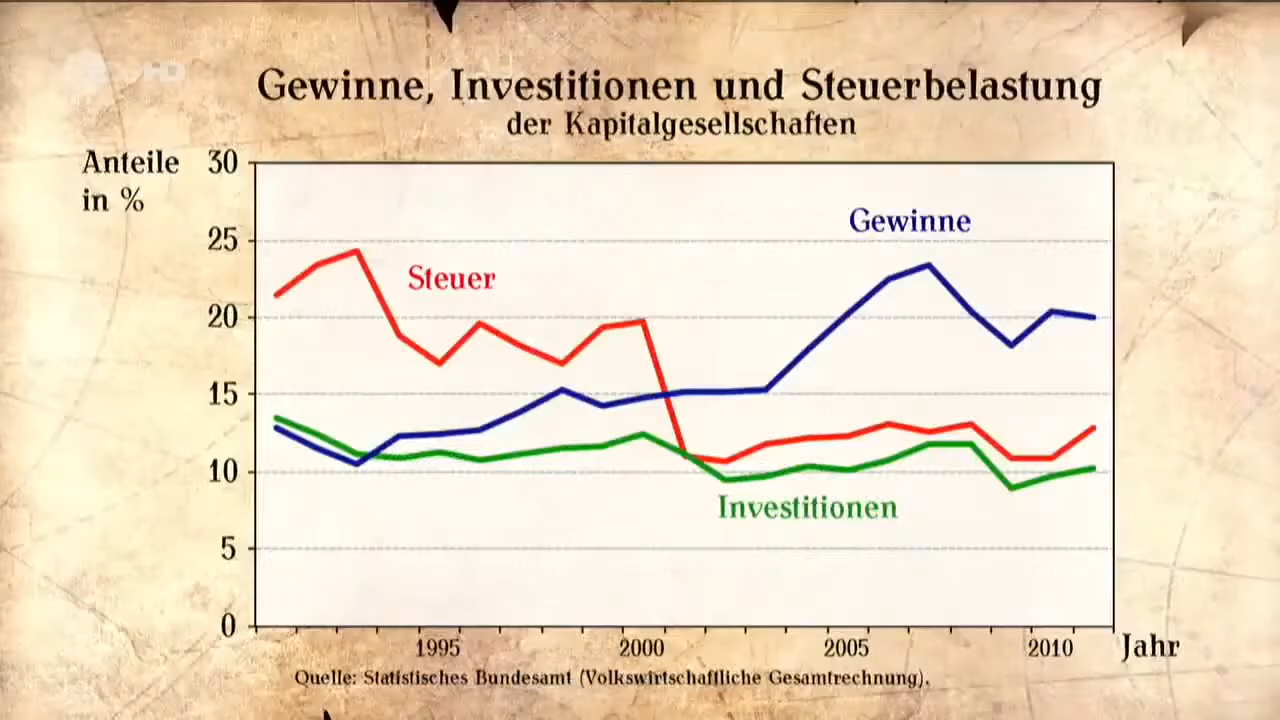 HD
Gewinne, Investitionen und Steuerbelastung
der Kapitalgesellschaften
Anteile
in %
30
25
20
15
10
5
0
Gewinne
Steuer
Investitionen
1995 2000 2005 2010 Jahr
Quelle: Statistisches Bundesamt (Volkswirtschaftliche Gesamtrechnung).